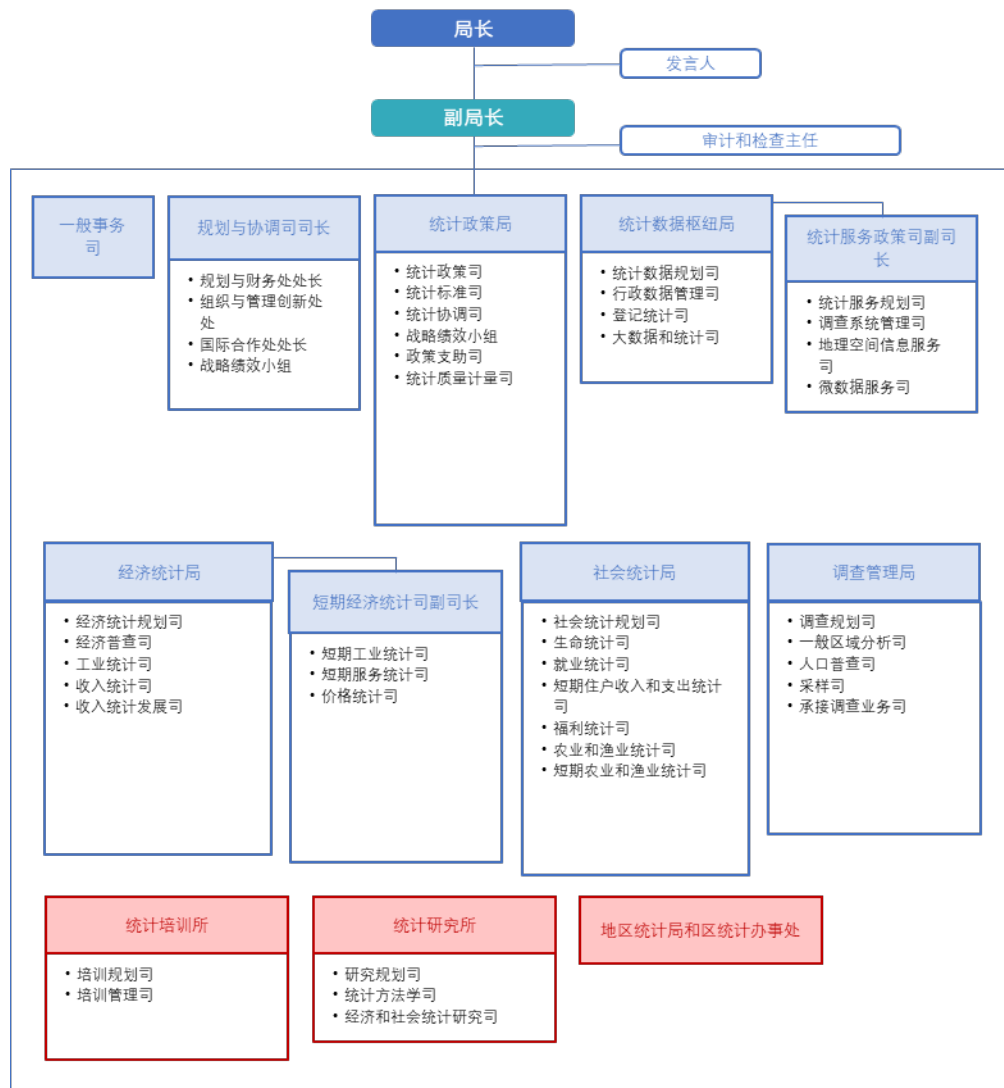 局长
发言人
副局长
审计和检查主任
一般事务
司
规划与协调司司长
• 规划与财务处处长
• 组织与管理创新处
处
• 国际合作处处长
• 战略绩效小组
统计政策局
• 统计政策司
• 统计标准司
• 统计协调司
• 战略绩效小组
• 政策支助司
• 统计质量计量司
统计数据枢纽局
• 统计数据规划司
• 行政数据管理司
• 登记统计司
• 大数据和统计司
统计服务政策司副司
长
• 统计服务规划司
• 调查系统管理司
• 地理空间信息服务
司
• 微数据服务司
经济统计局
• 经济统计规划司
• 经济普查司
• 工业统计司
• 收入统计司
• 收入统计发展司
短期经济统计司副司长
• 短期工业统计司
• 短期服务统计司
• 价格统计司
社会统计局
• 社会统计规划司
• 生命统计司
• 就业统计司
• 短期住户收入和支出统计
司
• 福利统计司
• 农业和渔业统计司
• 短期农业和渔业统计司
调查管理局
• 调查规划司
• 一般区域分析司
• 人口普查司
• 采样司
• 承接调查业务司
统计培训所
• 培训规划司
• 培训管理司
统计研究所
• 研究规划司
• 统计方法学司
• 经济和社会统计研究司
地区统计局和区统计办事处